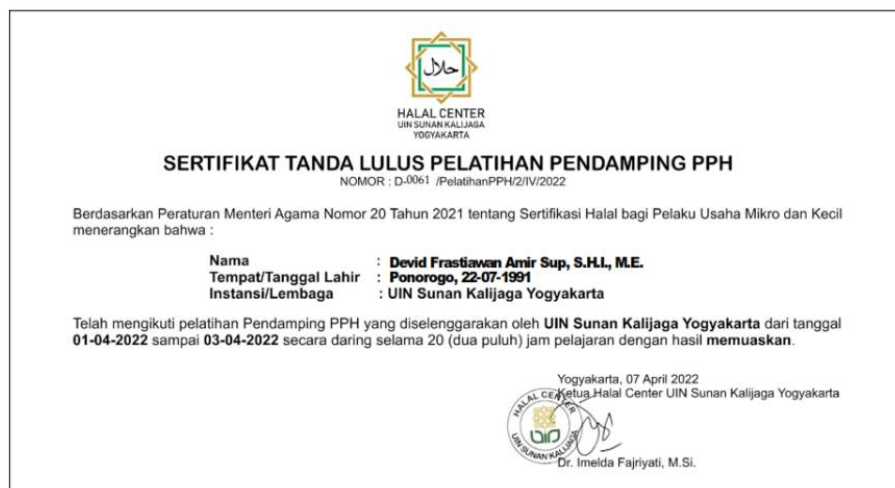 حلال
HALAL CENTER
UIN SUNAN KALIJAGA
YOGYAKARTA
SERTIFIKAT TANDA LULUS PELATIHAN PENDAMPING PPH
NOMOR : D-0061 /PelatihanPPH/2/IV/2022
Berdasarkan Peraturan Menteri Agama Nomor 20 Tahun 2021 tentang Sertifikasi Halal bagi Pelaku Usaha Mikro dan Kecil
menerangkan bahwa :
Nama : Devid Frastiawan Amir Sup, S.H.I., M.E.
Tempat/Tanggal Lahir : Ponorogo, 22-07-1991
Instansi/Lembaga : UIN Sunan Kalijaga Yogyakarta
Telah mengikuti pelatihan Pendamping PPH yang diselenggarakan oleh UIN Sunan Kalijaga Yogyakarta dari tanggal
01-04-2022 sampai 03-04-2022 secara daring selama 20 (dua puluh) jam pelajaran dengan hasil memuaskan.
Yogyakarta, 07 April 2022
Ketua Halal Center UIN Sunan Kalijaga Yogyakarta
HALAL CENTER
UIN SUNAN KALIJAGA
uin
Dr. Imelda Fajriyati, M.Si.